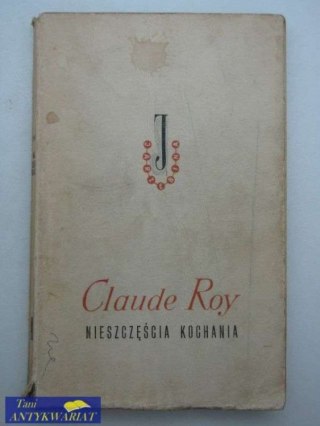 J
Claude Roy
NIESZCZĘŚCIA KOCHANIA
Tani
ANTYKWARIAT